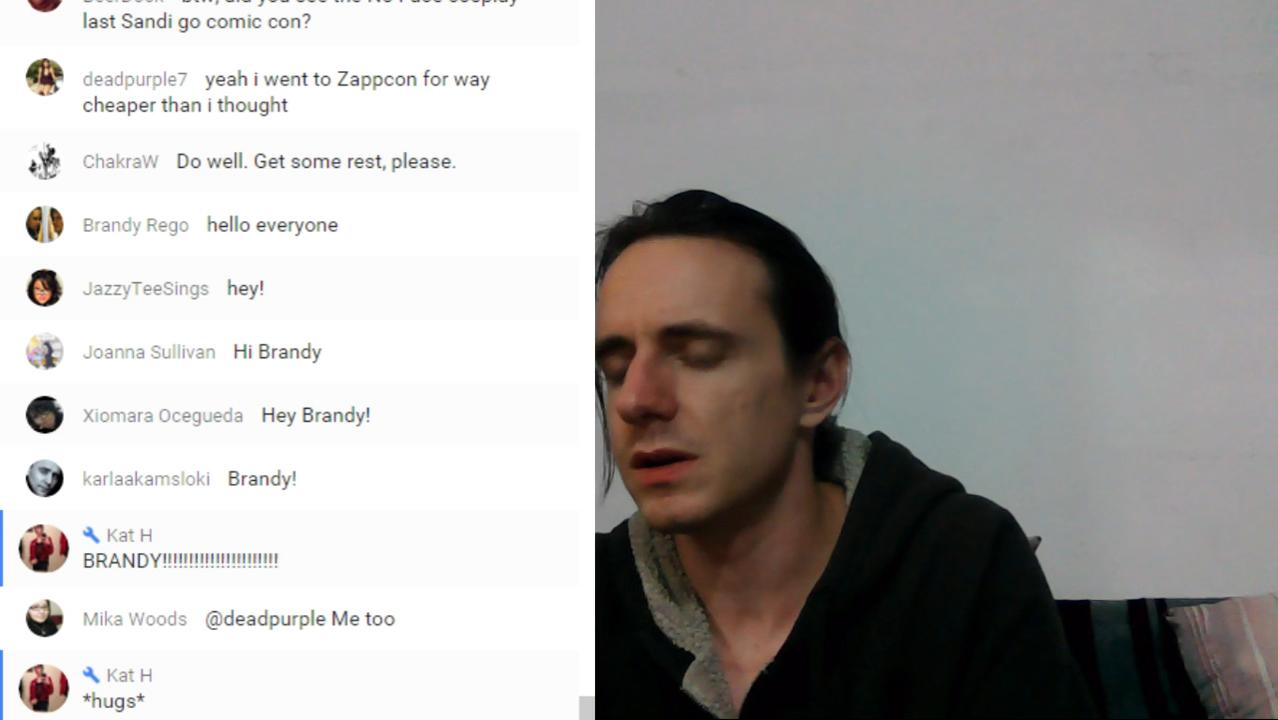 last Sandi go comic con?
deadpurple7 yeah i went to Zappcon for way
cheaper than i thought
ChakraW Do well. Get some rest, please.
Brandy Rego hello everyone
JazzyTeeSings hey!
Joanna Sullivan Hi Brandy
Xiomara Ocegueda Hey Brandy!
karlaakamsloki Brandy!
Kat H
BRANDY!!!!!!!!!!!!!!!!!!!!!!
Mika Woods @deadpurple Me too
Kat H
*hugs*